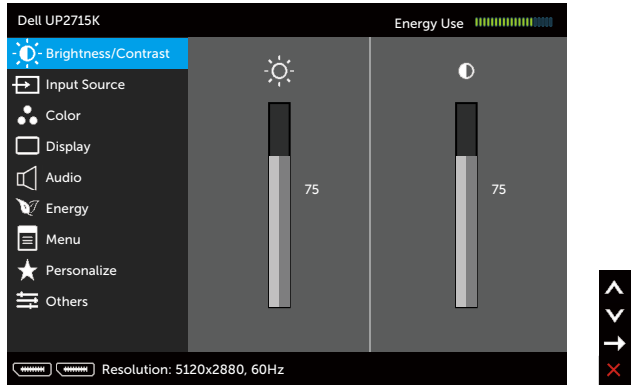 Dell UP2715K
Energy Use
Brightness/Contrast
Input Source
Color
Display
Audio
Energy
Menu
Personalize
Others
75
75
Resolution: 5120x2880, 60Hz